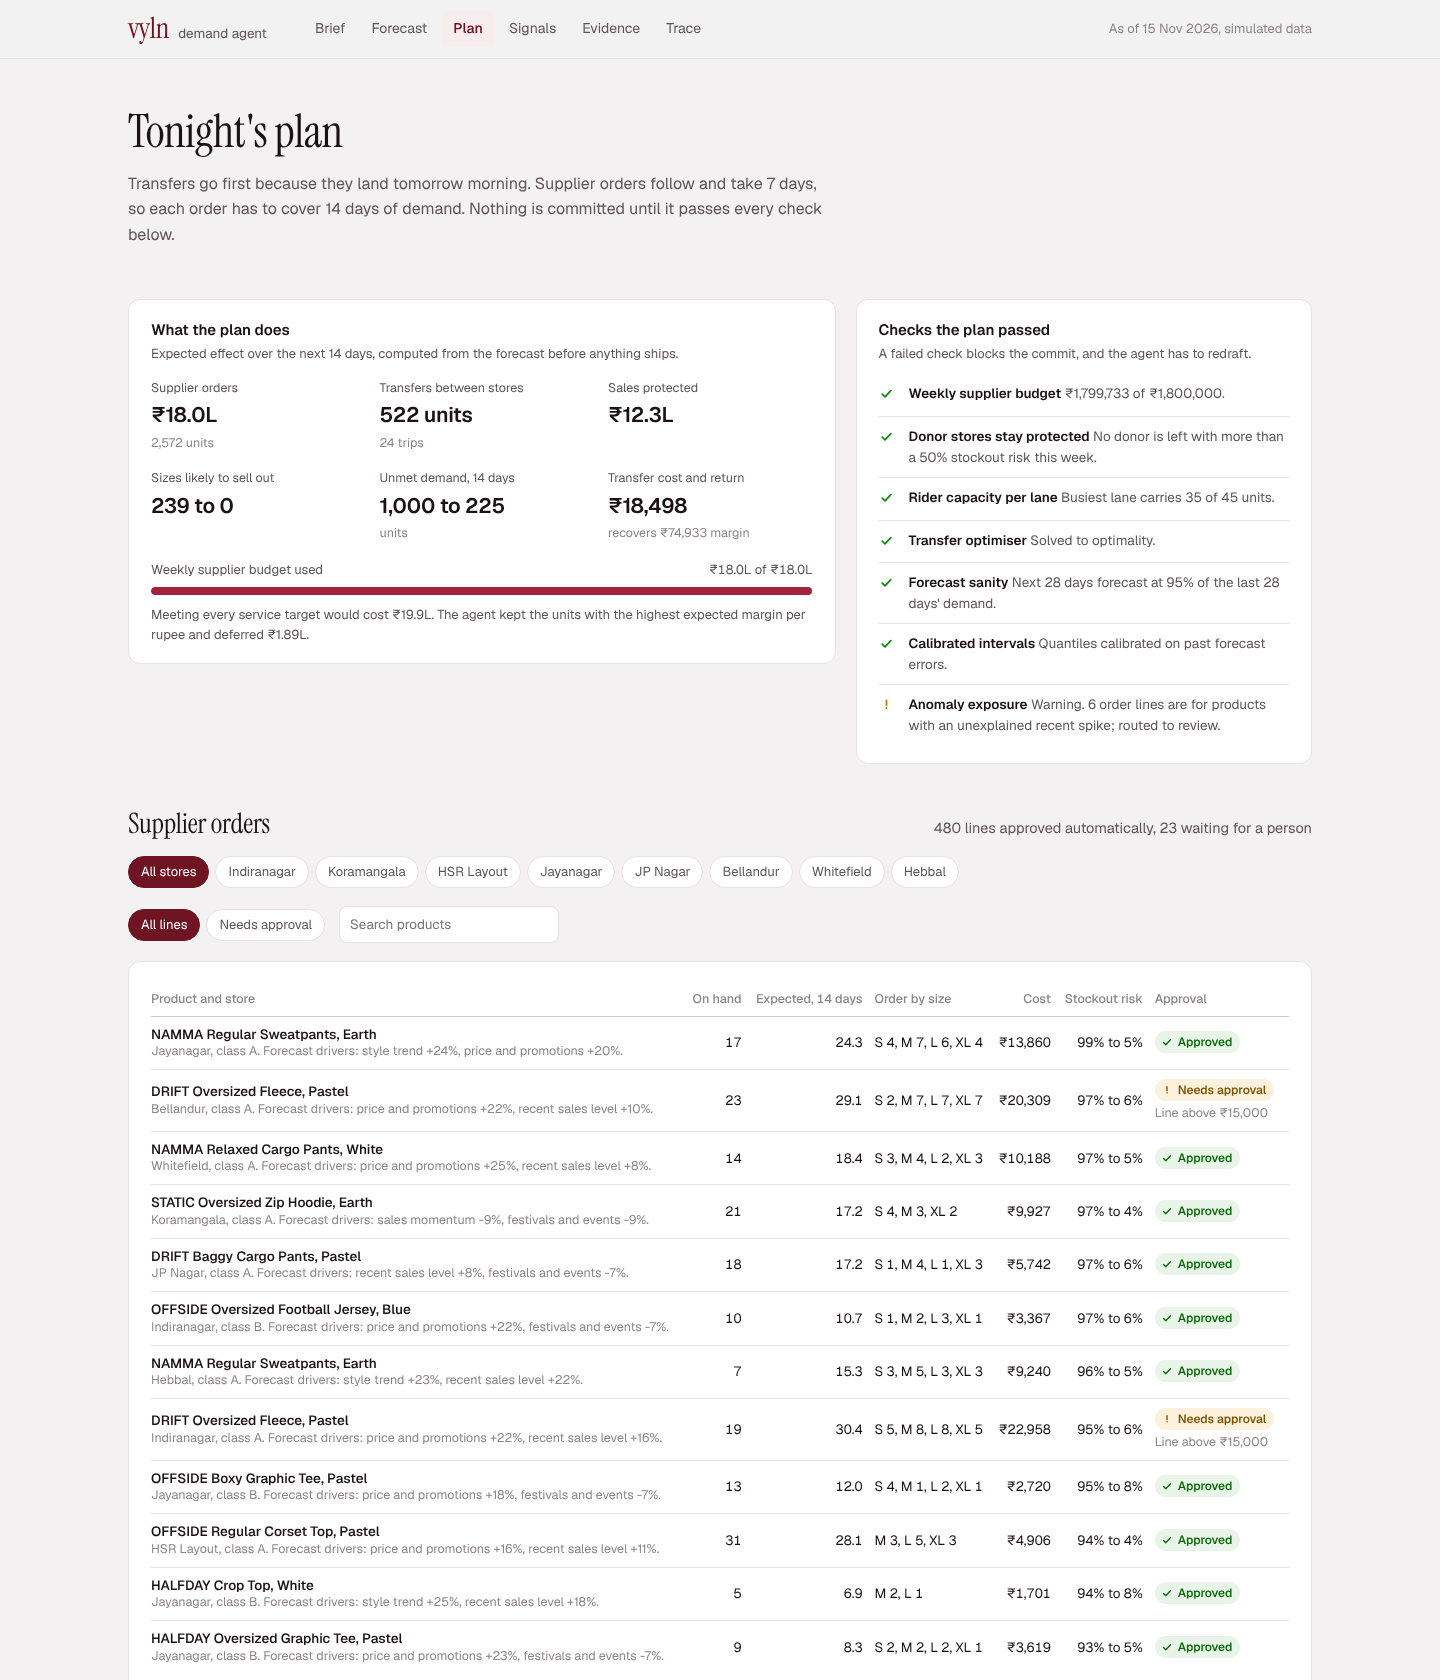 vyln demand agent Brief Forecast Plan Signals Evidence Trace As of 15 Nov 2026, simulated data
Tonight's plan
Transfers go first because they land tomorrow morning. Supplier orders follow and take 7 days,
so each order has to cover 14 days of demand. Nothing is committed until it passes every check
below.
What the plan does
Expected effect over the next 14 days, computed from the forecast before anything ships.
Supplier orders
₹18.0L
2,572 units
Transfers between stores
522 units
24 trips
Sales protected
₹12.3L
Sizes likely to sell out
239 to 0
Unmet demand, 14 days
1,000 to 225
units
Transfer cost and return
₹18,498
recovers ₹74,933 margin
Weekly supplier budget used ₹18.0L of ₹18.0L
Meeting every service target would cost ₹19.9L. The agent kept the units with the highest expected margin per
rupee and deferred ₹1.89L.
Checks the plan passed
A failed check blocks the commit, and the agent has to redraft.
Weekly supplier budget ₹1,799,733 of ₹1,800,000.
Donor stores stay protected No donor is left with more than
a 50% stockout risk this week.
Rider capacity per lane Busiest lane carries 35 of 45 units.
Transfer optimiser Solved to optimality.
Forecast sanity Next 28 days forecast at 95% of the last 28
days' demand.
Calibrated intervals Quantiles calibrated on past forecast
errors.
! Anomaly exposure Warning. 6 order lines are for products
with an unexplained recent spike; routed to review.
Supplier orders
480 lines approved automatically, 23 waiting for a person
All stores Indiranagar Koramangala HSR Layout Jayanagar JP Nagar Bellandur Whitefield Hebbal
All lines Needs approval Search products
Product and store On hand Expected, 14 days Order by size Cost Stockout risk Approval
NAMMA Regular Sweatpants, Earth
Jayanagar, class A. Forecast drivers: style trend +24%, price and promotions +20%.
17 24.3 S 4, M 7, L 6, XL 4 ₹13,860 99% to 5% Approved
DRIFT Oversized Fleece, Pastel
Bellandur, class A. Forecast drivers: price and promotions +22%, recent sales level +10%.
23 29.1 S 2, M 7, L 7, XL 7 ₹20,309 97% to 6% ! Needs approval
Line above ₹15,000
NAMMA Relaxed Cargo Pants, White
Whitefield, class A. Forecast drivers: price and promotions +25%, recent sales level +8%.
14 18.4 S 3, M 4, L 2, XL 3 ₹10,188 97% to 5% Approved
STATIC Oversized Zip Hoodie, Earth
Koramangala, class A. Forecast drivers: sales momentum -9%, festivals and events -9%.
21 17.2 S 4, M 3, XL 2 ₹9,927 97% to 4% Approved
DRIFT Baggy Cargo Pants, Pastel
JP Nagar, class A. Forecast drivers: recent sales level +8%, festivals and events -7%.
18 17.2 S 1, M 4, L 1, XL 3 ₹5,742 97% to 6% Approved
OFFSIDE Oversized Football Jersey, Blue
Indiranagar, class B. Forecast drivers: price and promotions +22%, festivals and events -7%.
10 10.7 S 1, M 2, L 3, XL 1 ₹3,367 97% to 6% Approved
NAMMA Regular Sweatpants, Earth
Hebbal, class A. Forecast drivers: style trend +23%, recent sales level +22%.
7 15.3 S 3, M 5, L 3, XL 3 ₹9,240 96% to 5% Approved
DRIFT Oversized Fleece, Pastel
Indiranagar, class A. Forecast drivers: price and promotions +22%, recent sales level +16%.
19 30.4 S 5, M 8, L 8, XL 5 ₹22,958 95% to 6% ! Needs approval
Line above ₹15,000
OFFSIDE Boxy Graphic Tee, Pastel
Jayanagar, class B. Forecast drivers: price and promotions +18%, festivals and events -7%.
13 12.0 S 4, M 1, L 2, XL 1 ₹2,720 95% to 8% Approved
OFFSIDE Regular Corset Top, Pastel
HSR Layout, class A. Forecast drivers: price and promotions +16%, recent sales level +11%.
31 28.1 M 3, L 5, XL 3 ₹4,906 94% to 4% Approved
HALFDAY Crop Top, White
Jayanagar, class B. Forecast drivers: style trend +25%, recent sales level +18%.
5 6.9 M 2, L 1 ₹1,701 94% to 8% Approved
HALFDAY Oversized Graphic Tee, Pastel
Jayanagar, class B. Forecast drivers: price and promotions +23%, festivals and events -7%.
9 8.3 S 2, M 2, L 2, XL 1 ₹3,619 93% to 5% Approved